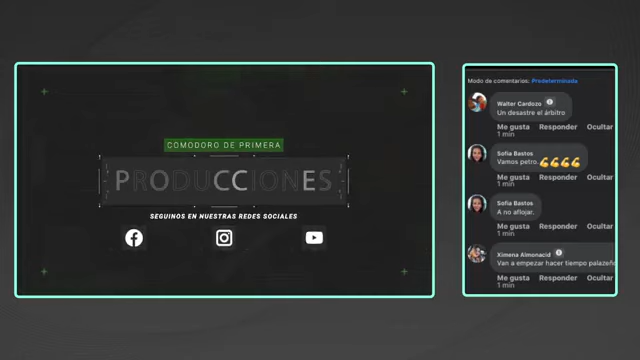 COMODORO DE PRIMERA
PRODUCCIONES
SEGUINOS EN NUESTRAS REDES SOCIALES
Modo de comentarios: Predeterminada
Walter Cardozo
Un desastre el árbitro
Me gusta Responder Ocultar
1 min
Sofia Bastos
Vamos petro.💪💪💪💪
Me gusta Responder Ocultar
1 min
Sofia Bastos
A no aflojar.
Me gusta Responder Ocultar
1 min
Ximena Almonacid
Van a empezar hacer tiempo palazeño
Me gusta Responder Ocultar
1 min